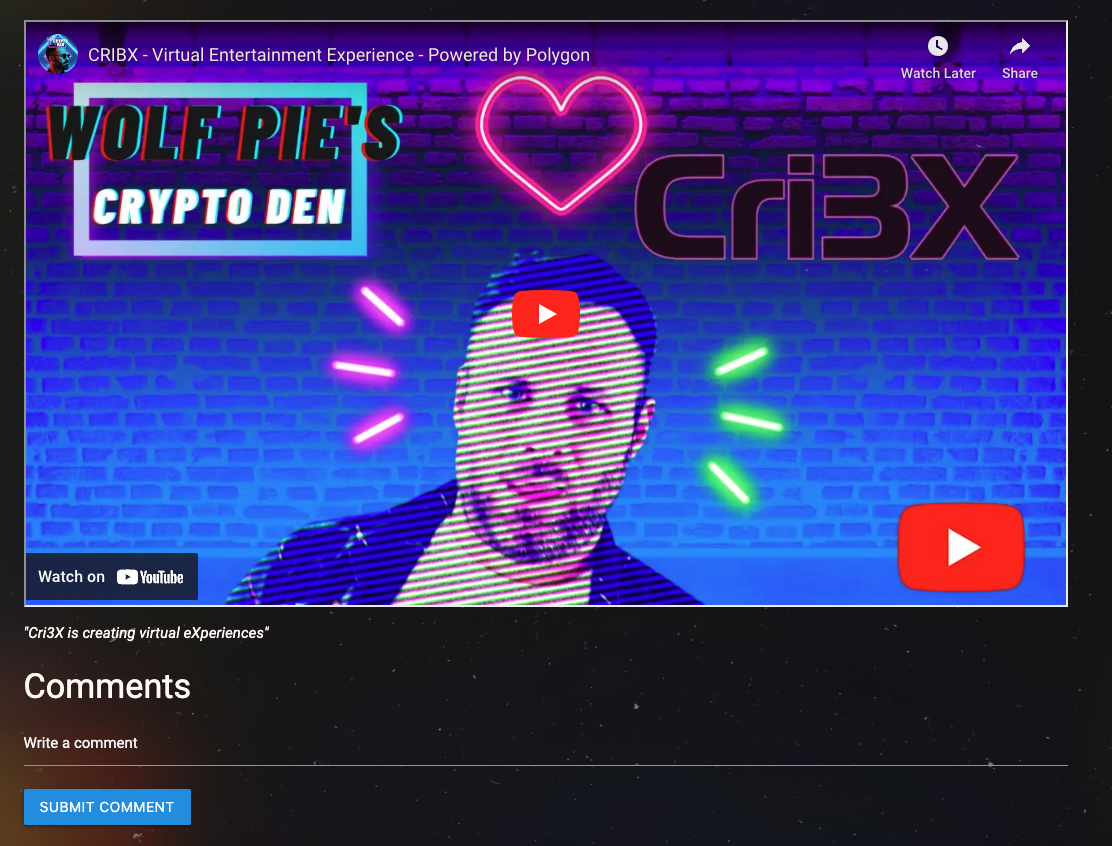 CRIBX - Virtual Entertainment Experience - Powered by Polygon
Watch Later
Share
WOLF PIE'S
CRYPTO DEN
Cri3X
Watch on YouTube
"Cri3X is creating virtual eXperiences"
Comments
Write a comment
SUBMIT COMMENT